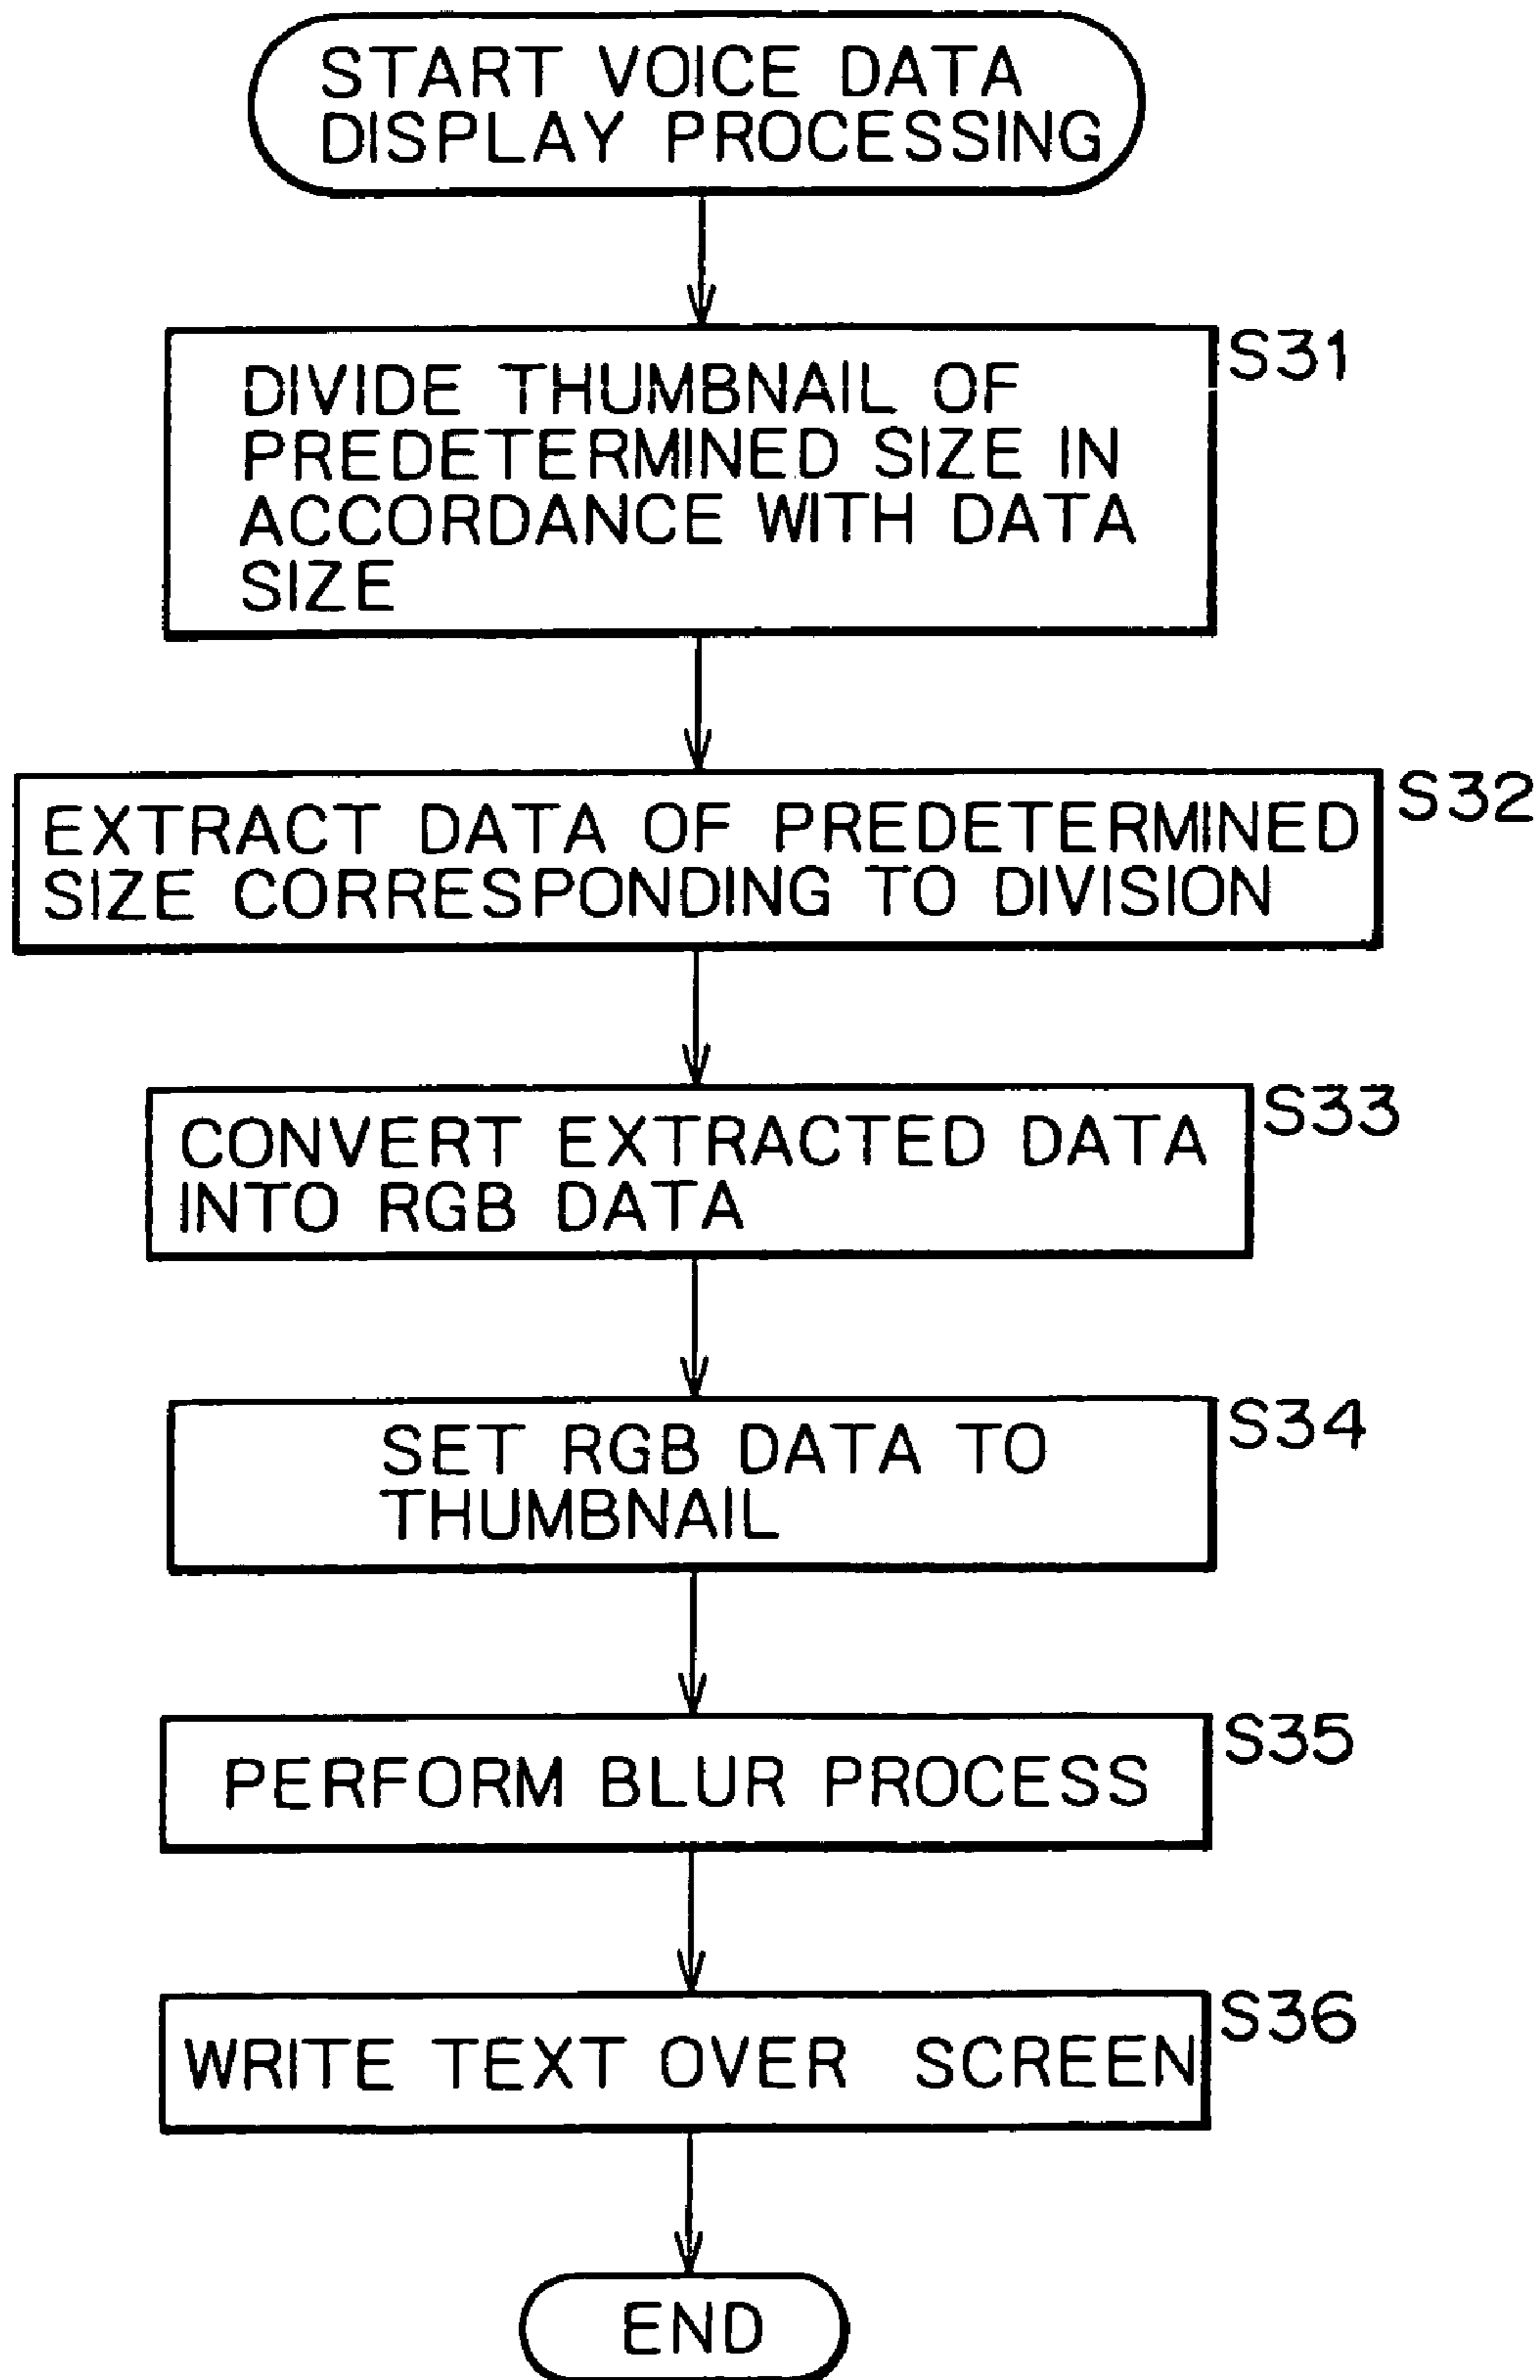 START VOICE DATA
DISPLAY PROCESSING
S31
DIVIDE THUMBNAIL OF
PREDETERMINED SIZE IN
ACCORDANCE WITH DATA
SIZE
S32
EXTRACT DATA OF PREDETERMINED
SIZE CORRESPONDING TO DIVISION
S33
CONVERT EXTRACTED DATA
INTO RGB DATA
S34
SET RGB DATA TO
THUMBNAIL
S35
PERFORM BLUR PROCESS
S36
WRITE TEXT OVER SCREEN
END